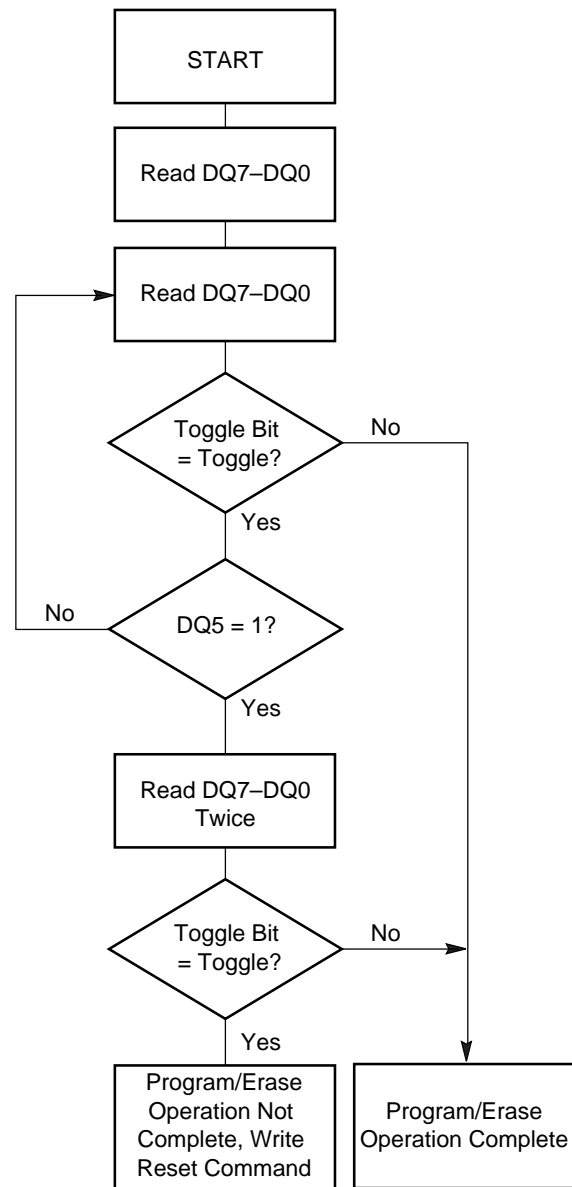 START
Read DQ7–DQ0
Read DQ7–DQ0
Toggle Bit
= Toggle?
No
Yes
No
DQ5 = 1?
Yes
Read DQ7–DQ0
Twice
Toggle Bit
= Toggle?
No
Yes
Program/Erase
Operation Not
Complete, Write
Reset Command
Program/Erase
Operation Complete